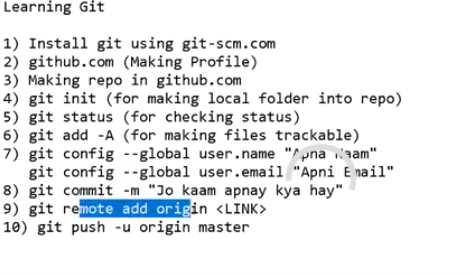 Learning Git
1) Install git using git-scm.com
2) github.com (Making Profile)
3) Making repo in github.com
4) git init (for making local folder into repo)
5) git status (for checking status)
6) git add -A (for making files trackable)
7) git config --global user.name "Apna Naam"
git config --global user.email "Apni Email"
8) git commit -m "Jo kaam apnay kya hay"
9) git remote add origin <LINK>
10) git push -u origin master